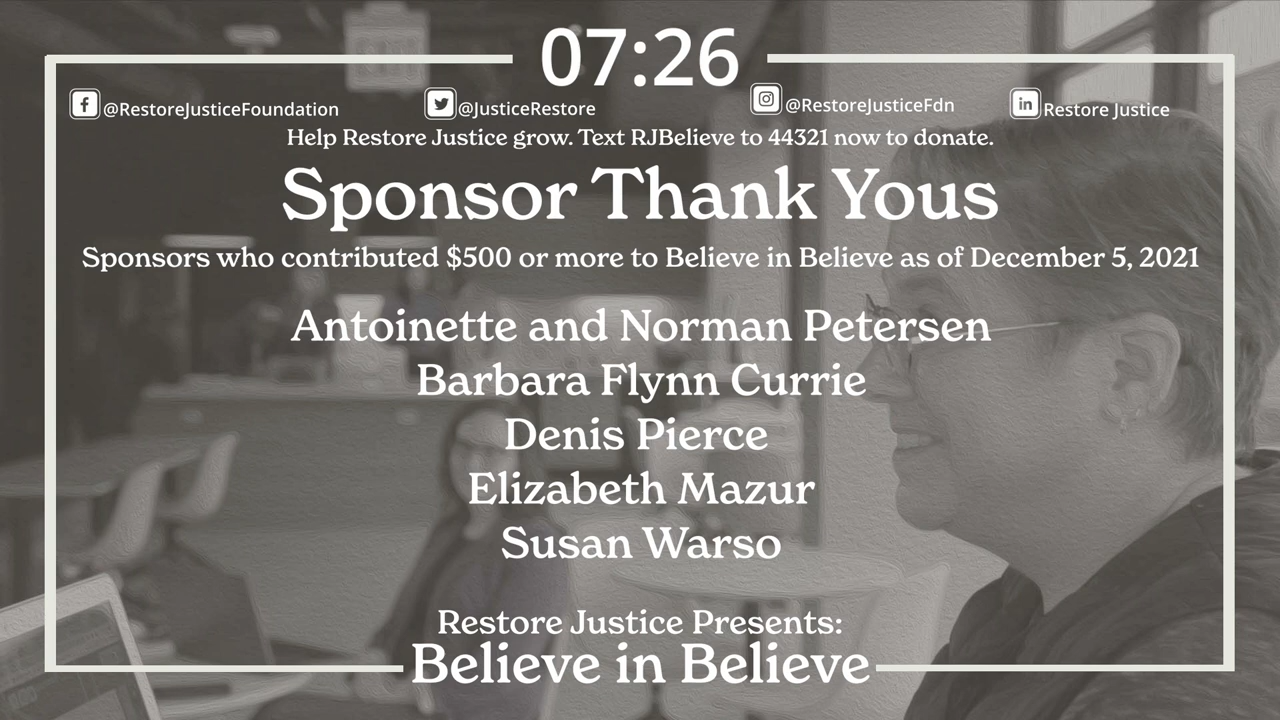 07:26
@RestoreJusticeFoundation @JusticeRestore @RestoreJusticeFdn Restore Justice
Help Restore Justice grow. Text RJBelieve to 44321 now to donate.
Sponsor Thank Yous
Sponsors who contributed $500 or more to Believe in Believe as of December 5, 2021
Antoinette and Norman Petersen
Barbara Flynn Currie
Denis Pierce
Elizabeth Mazur
Susan Warso
Restore Justice Presents:
Believe in Believe